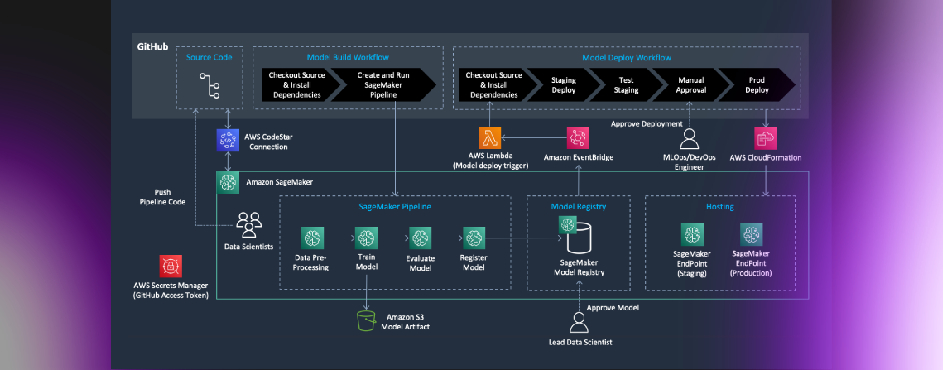 GitHub
Source Code
Model Build Workflow
Checkout Source
& Install
Dependencies
Create and Run
SageMaker
Pipeline
Model Deploy Workflow
Checkout Source
& Install
Dependencies
Staging
Deploy
Test
Staging
Manual
Approval
Prod
Deploy
AWS CodeStar
Connection
AWS Lambda
(Model deploy trigger)
Amazon EventBridge
Approve Deployment
MLOps/DevOps
Engineer
AWS CloudFormation
Amazon SageMaker
Push
Pipeline Code
Data Scientists
SageMaker Pipeline
Data Pre-
Processing
Train
Model
Evaluate
Model
Register
Model
Model Registry
SageMaker
Model Registry
Hosting
SageMaker
EndPoint
(Staging)
SageMaker
EndPoint
(Production)
AWS Secrets Manager
(GitHub Access Token)
Amazon S3
Model Artifact
Approve Model
Lead Data Scientist